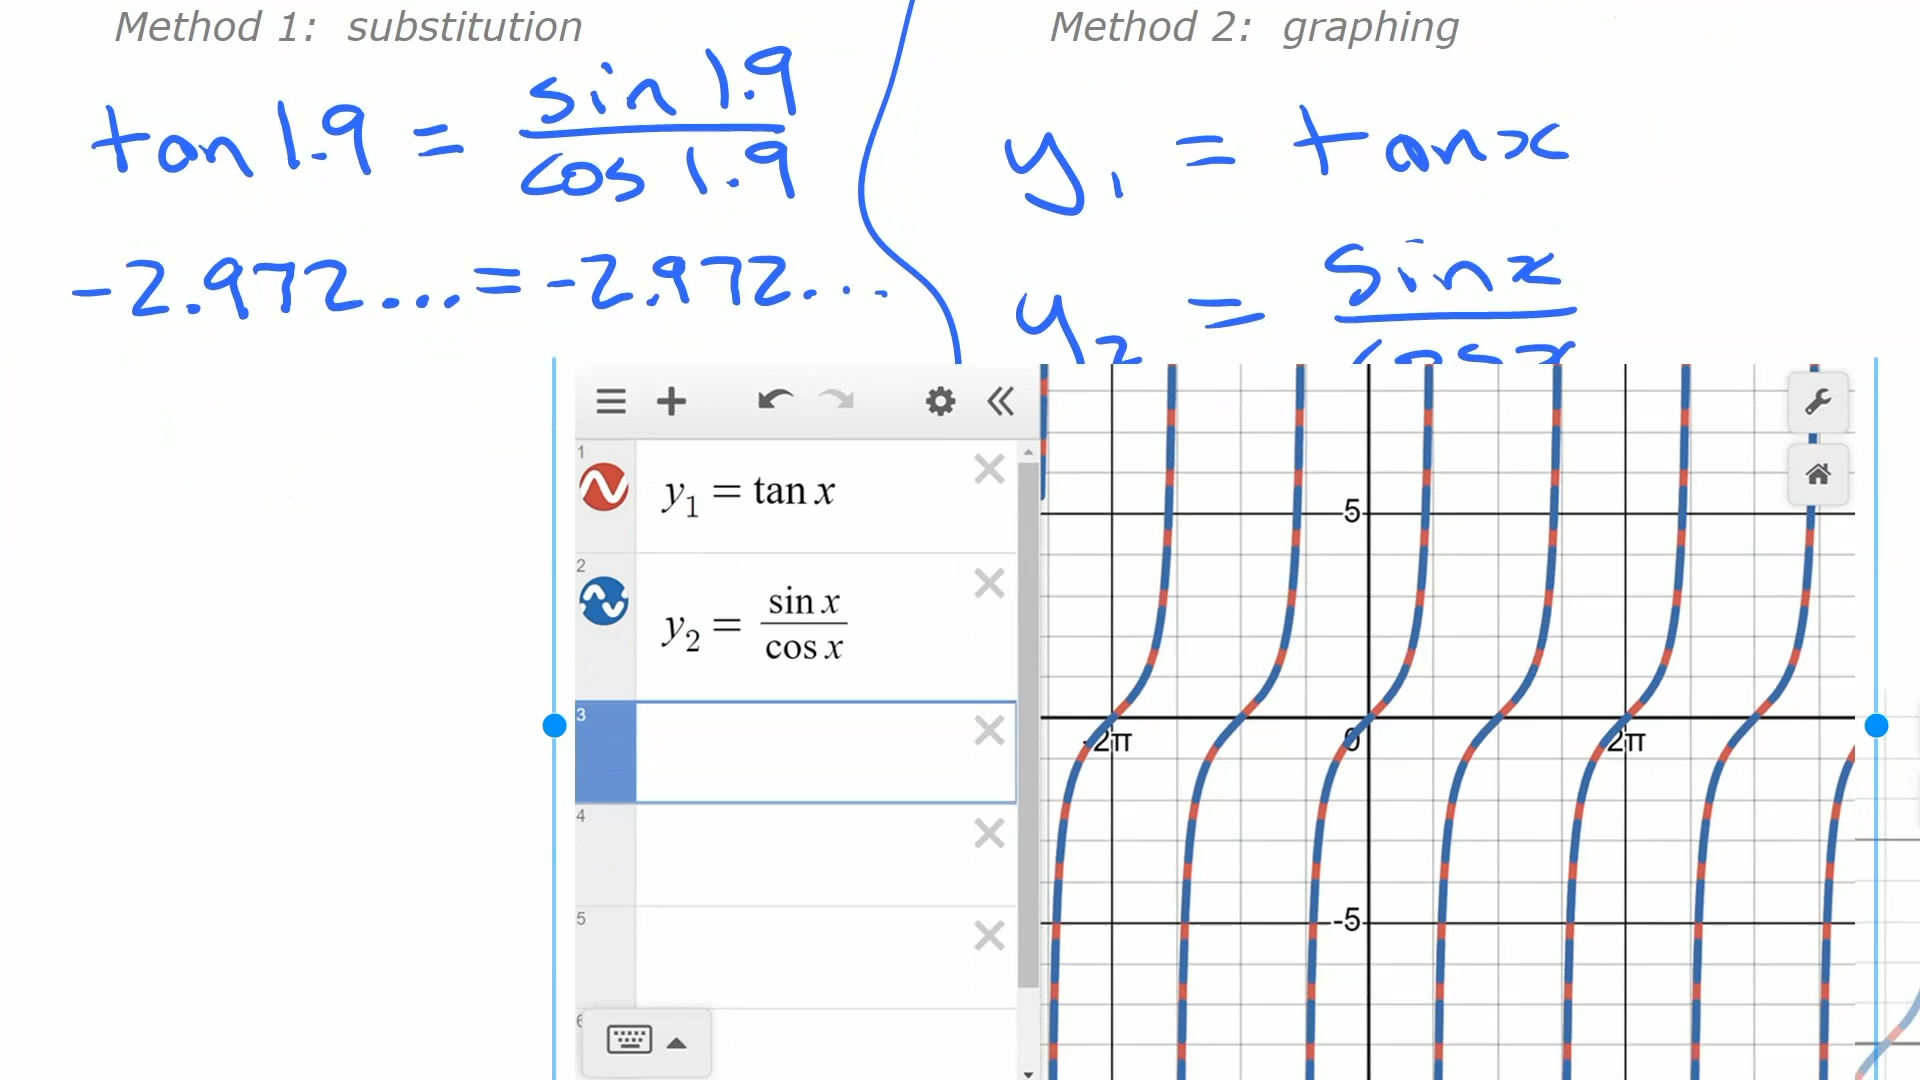 Method 1: substitution
tan 1.9 = sin 1.9 / cos 1.9
-2.972... = -2.972...
Method 2: graphing
y₁ = tan x
y₂ = sin x / cos x
1
y₁ = tan x
2
y₂ = sin x / cos x
3
4
5
6
5
-2π
0
2π
-5